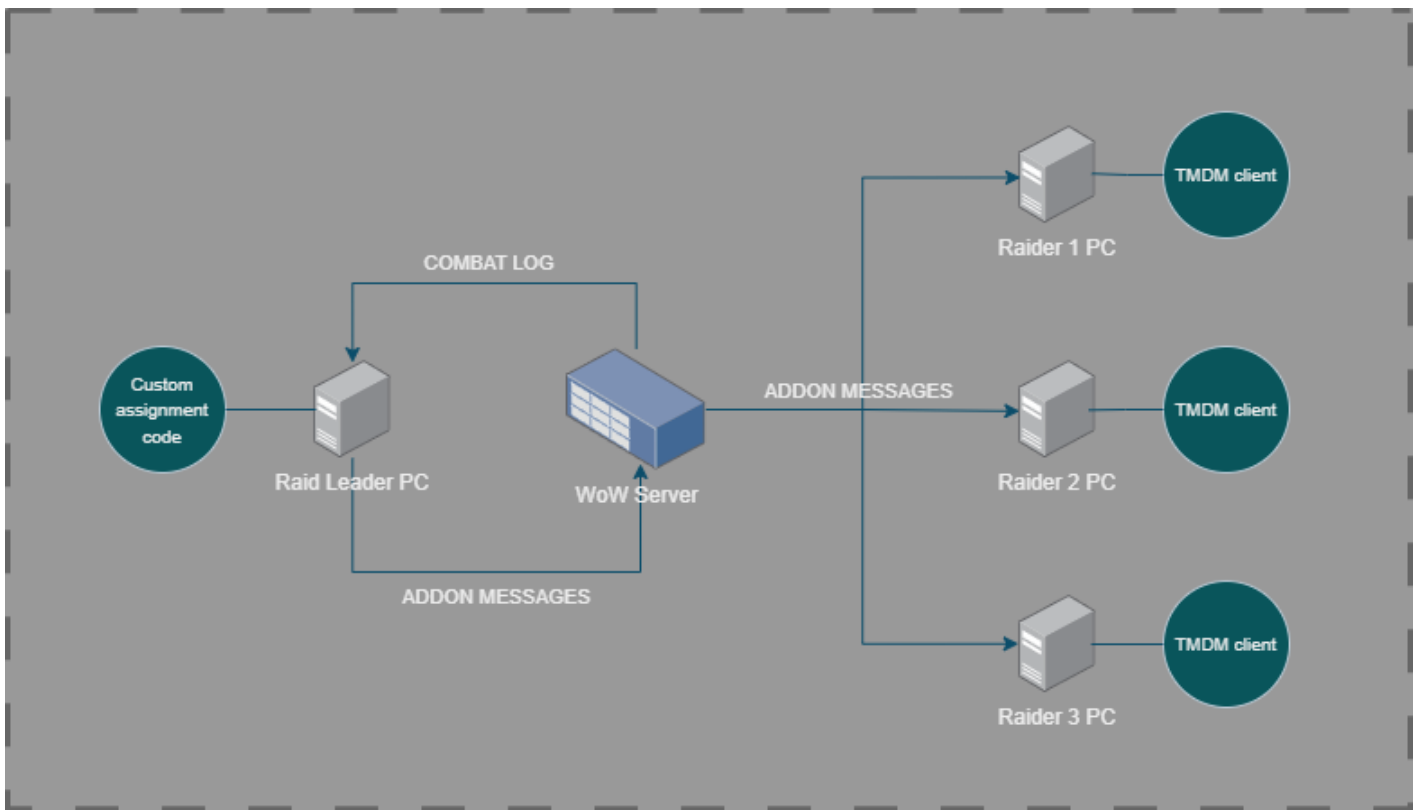 TMDM client
Raider 1 PC
COMBAT LOG
Custom
assignment
code
Raid Leader PC
WoW Server
ADDON MESSAGES
TMDM client
Raider 2 PC
ADDON MESSAGES
TMDM client
Raider 3 PC